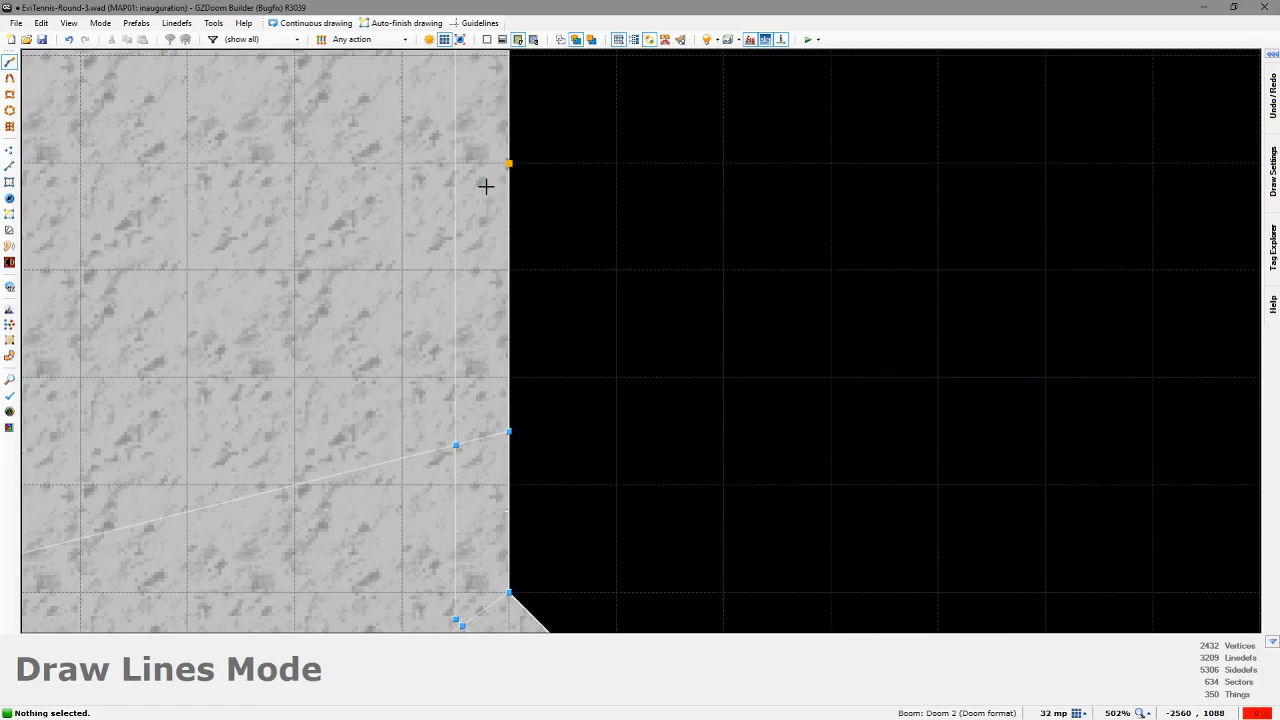 • EviTennis-Round-3.wad (MAP01: inauguration) - GZDoom Builder (Bugfix) R3039
File Edit View Mode Prefabs Linedefs Tools Help Continuous drawing Auto-finish drawing Guidelines
(show all) Any action
Undo / Redo
Draw Settings
Tag Explorer
Help
Draw Lines Mode
2432 Vertices
3209 Linedefs
5306 Sidedefs
634 Sectors
350 Things
Nothing selected. Boom: Doom 2 (Doom format) 32 mp 502% -2560 , 1088